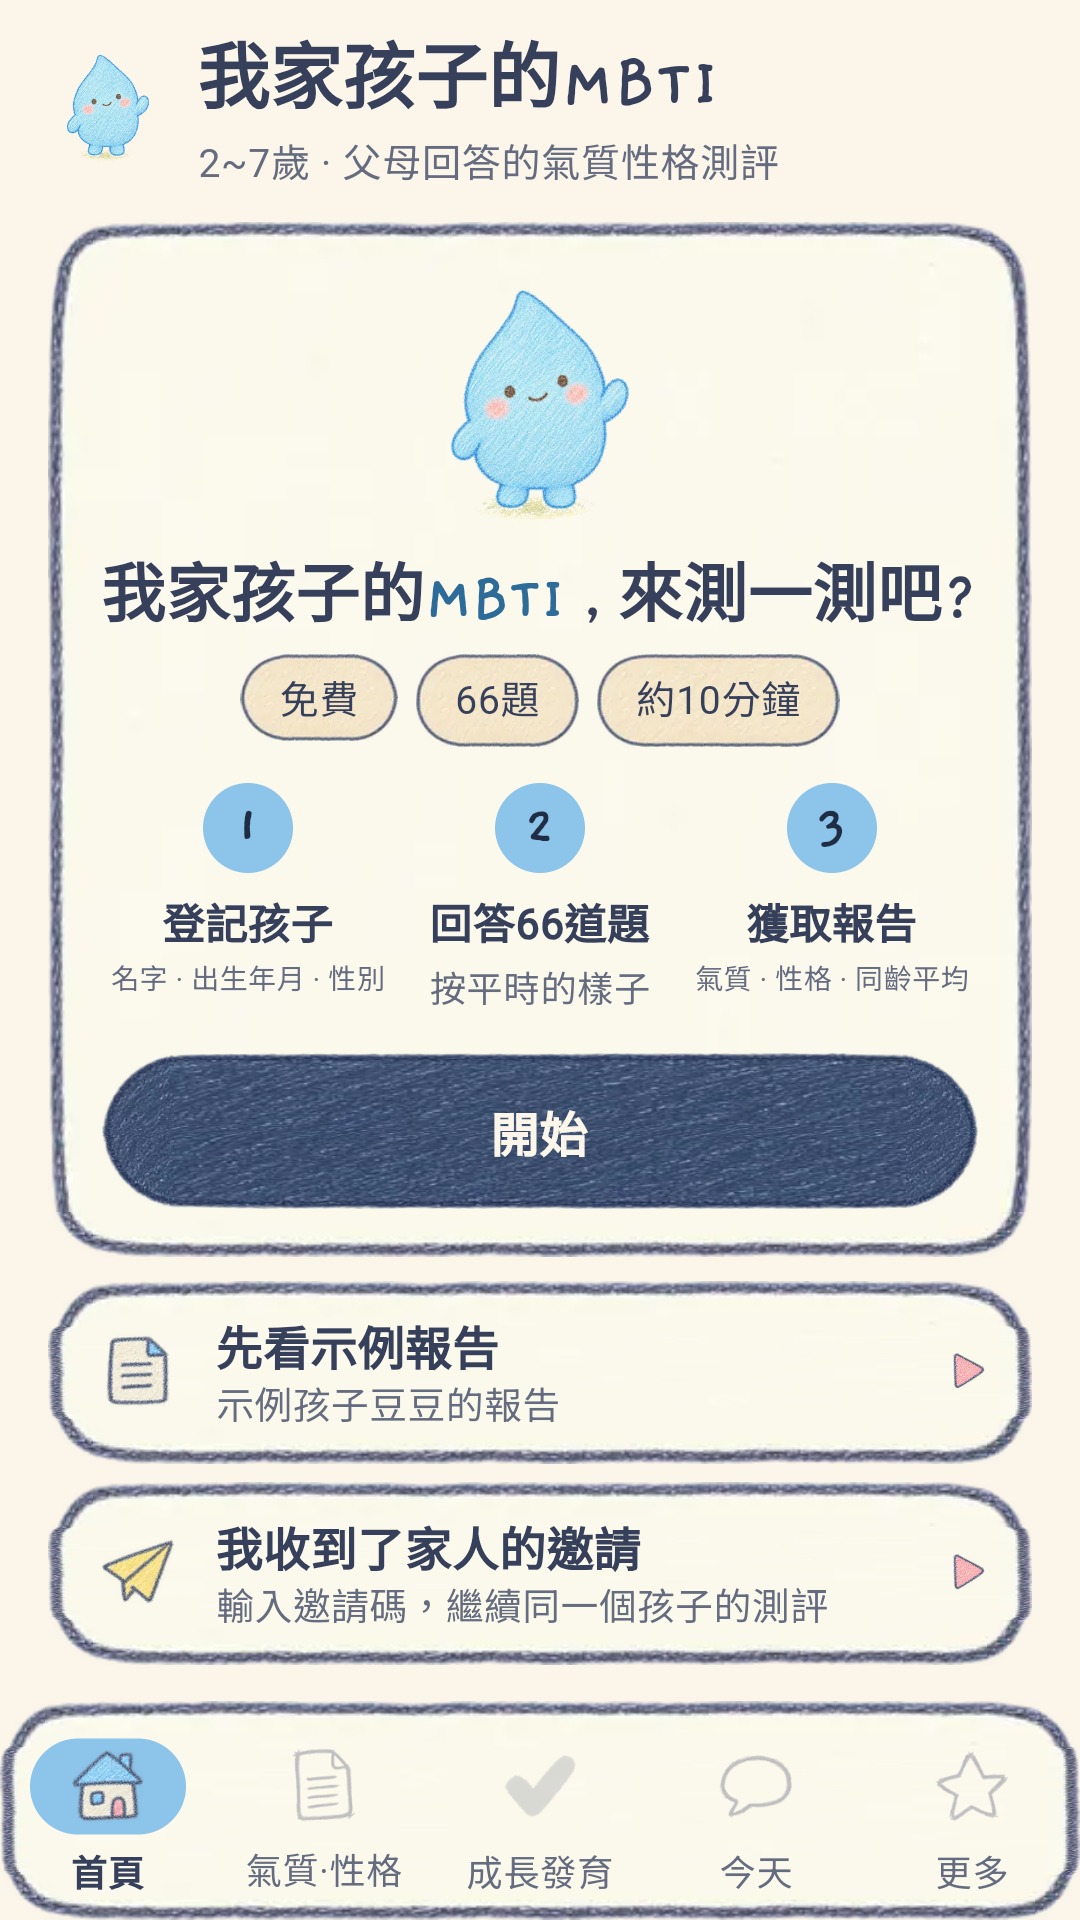 我家孩子的MBTI
2~7歲 · 父母回答的氣質性格測評
我家孩子的MBTI，來測一測吧?
免費
66題
約10分鐘
1
2
3
登記孩子
回答66道題
獲取報告
名字 · 出生年月 · 性別
按平時的樣子
氣質 · 性格 · 同齡平均
開始
先看示例報告
示例孩子豆豆的報告
我收到了家人的邀請
輸入邀請碼，繼續同一個孩子的測評
首頁
氣質·性格
成長發育
今天
更多